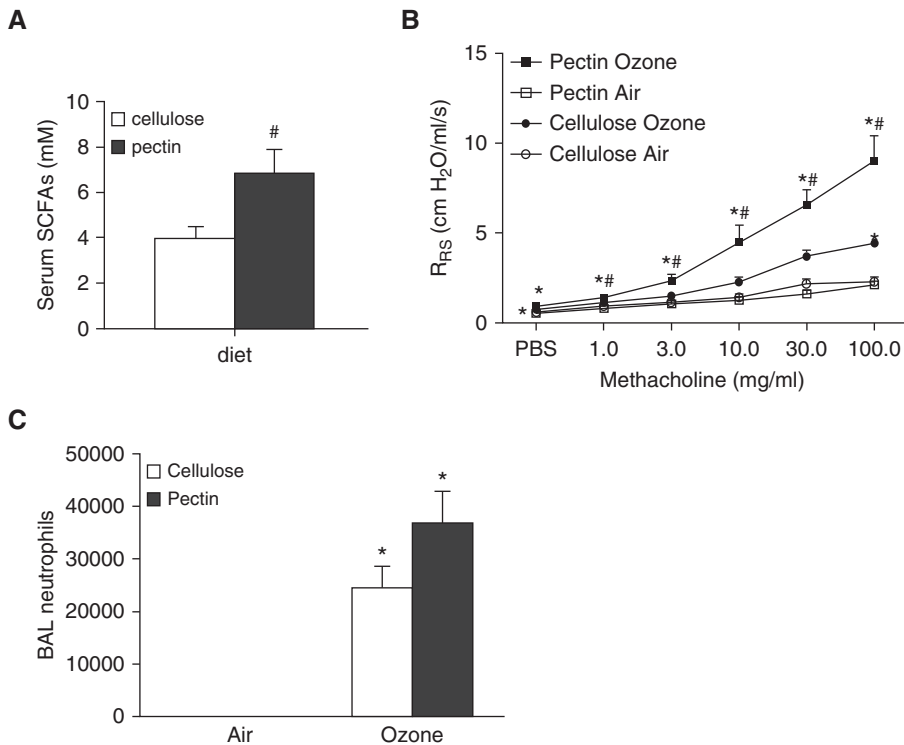 A
Serum SCFAs (mM)
10
8
6
4
2
0
cellulose
pectin
#
diet
B
R_RS (cm H₂O/ml/s)
15
10
5
0
Pectin Ozone
Pectin Air
Cellulose Ozone
Cellulose Air
*
*
*#
*#
*#
*#
*#
*
PBS 1.0 3.0 10.0 30.0 100.0
Methacholine (mg/ml)
C
BAL neutrophils
50000
40000
30000
20000
10000
0
Cellulose
Pectin
*
*
Air Ozone